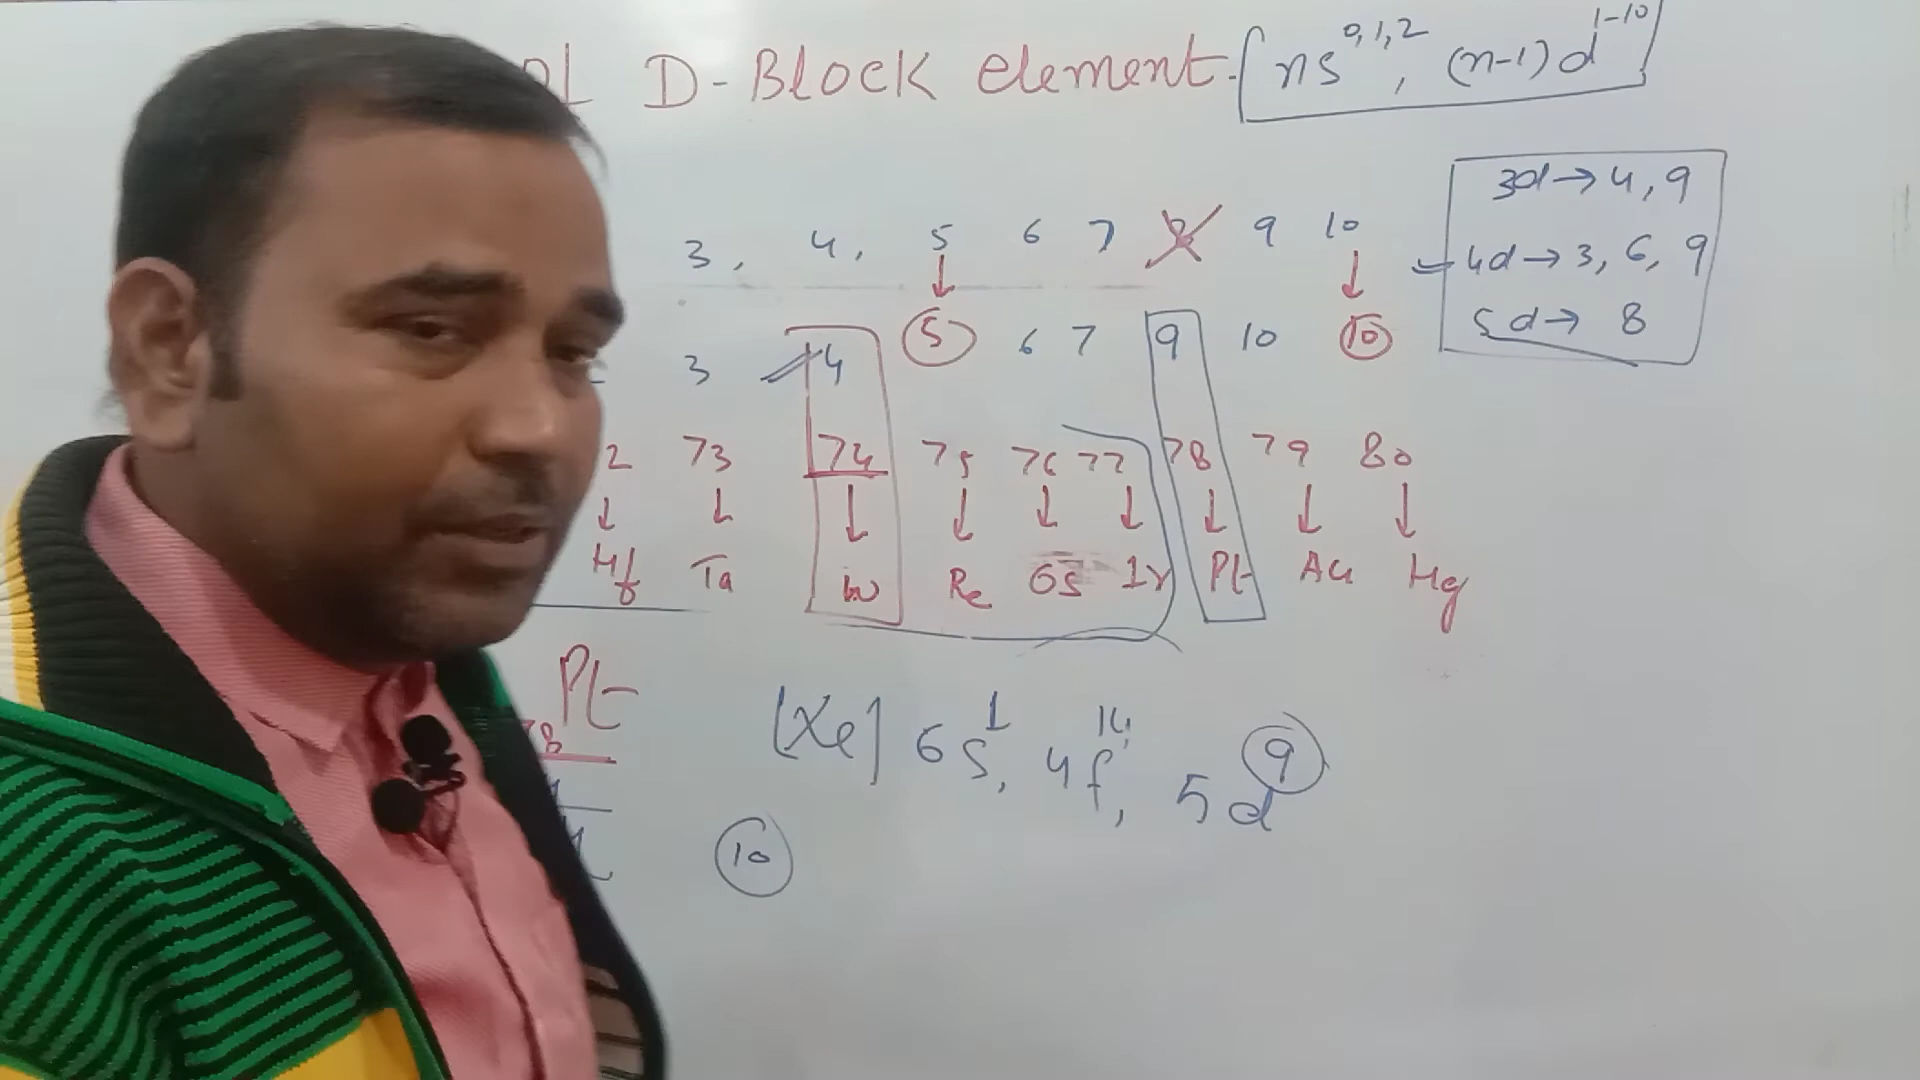 D-Block element - [ns^0,1,2, (n-1)d^1-10]
3d → 4, 9
3, 4, 5 6 7 8 9 10
4d → 3, 6, 9
5d → 8
3 4 5 6 7 9 10 10
2 73 74 75 76 77 78 79 80
Hf Ta W Re Os Ir Pt Au Hg
78Pt [Xe] 6s^1, 4f^14, 5d^9
10